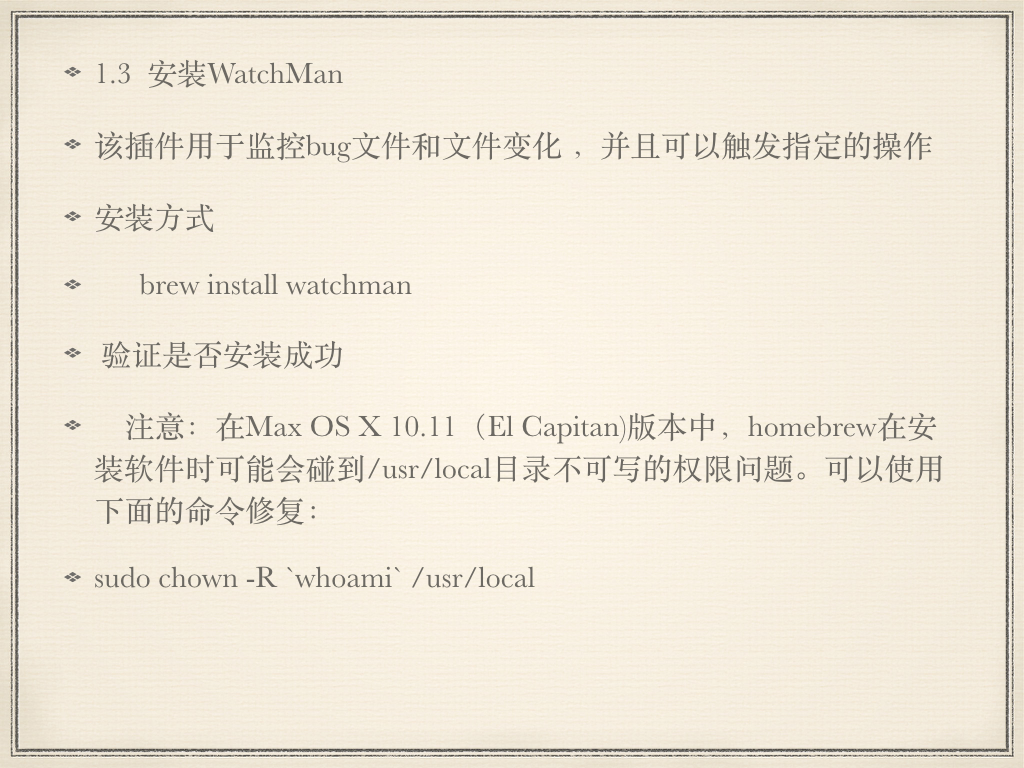 1.3  安装WatchMan
该插件用于监控bug文件和文件变化 ，并且可以触发指定的操作
安装方式
brew install watchman
验证是否安装成功
注意：在Max OS X 10.11（El Capitan)版本中，homebrew在安
装软件时可能会碰到/usr/local目录不可写的权限问题。可以使用
下面的命令修复：
sudo chown -R `whoami` /usr/local